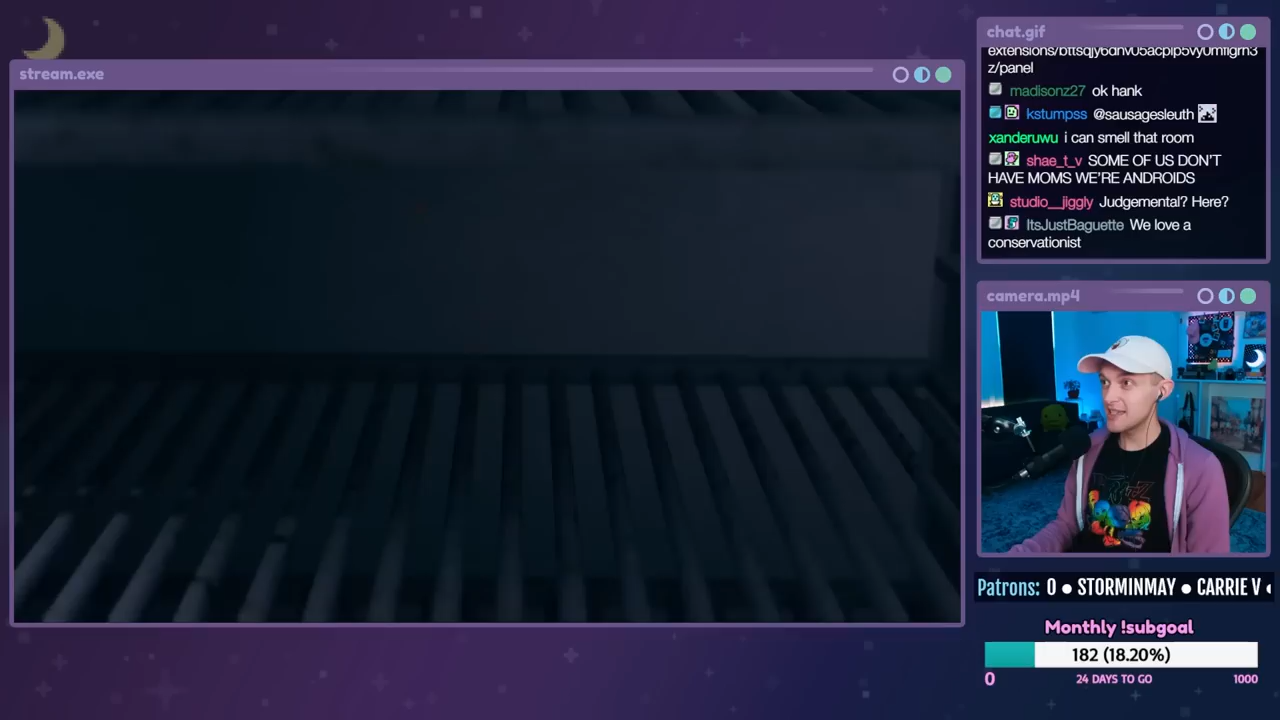 stream.exe
chat.gif
z/panel
madisonz27 ok hank
kstumpss @sausagesleuth
xanderuwu i can smell that room
shae_t_v SOME OF US DON'T
HAVE MOMS WE'RE ANDROIDS
studio__jiggly Judgemental? Here?
ItsJustBaguette We love a
conservationist
camera.mp4
Patrons: 0 ● STORMINMAY ● CARRIE V
Monthly !subgoal
182 (18.20%)
0 24 DAYS TO GO 1000